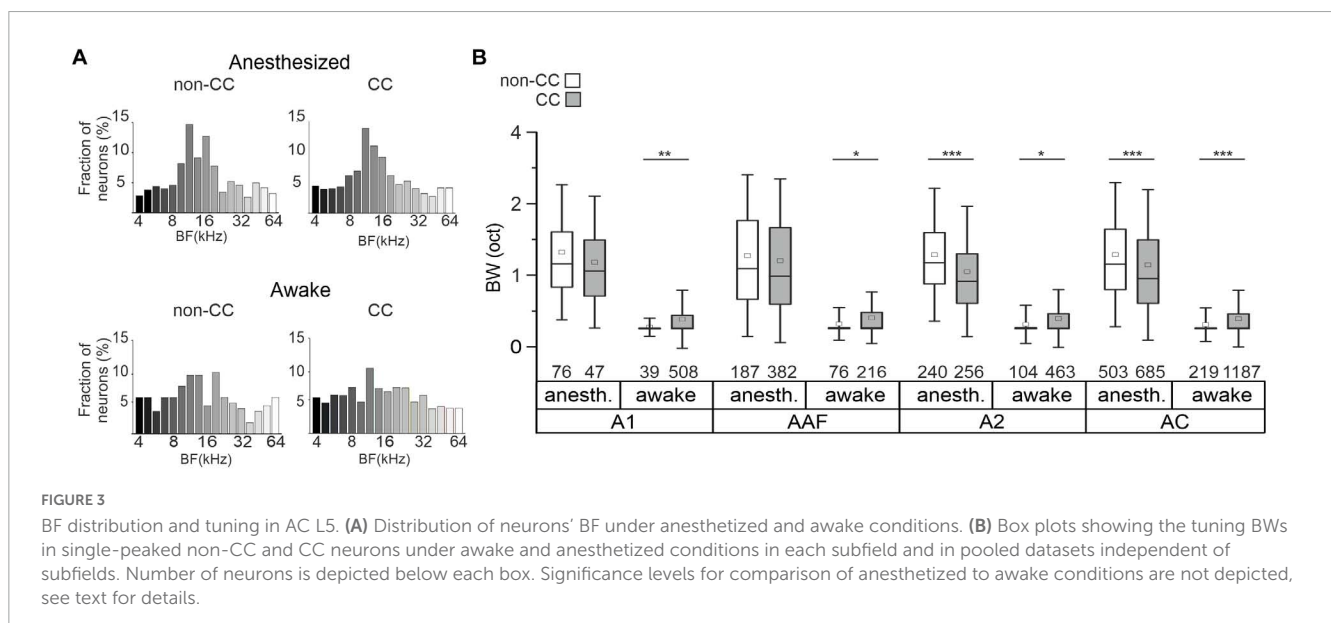 A
Anesthesized
non-CC
CC
Fraction of
neurons (%)
15
10
5
4 8 16 32 64
BF(kHz)
15
10
5
4 8 16 32 64
BF(kHz)
Awake
non-CC
CC
Fraction of
neurons (%)
15
10
5
4 8 16 32 64
BF(kHz)
15
10
5
4 8 16 32 64
BF(kHz)
B
non-CC
CC
BW (oct)
4
2
1
0
** * *** * *** ***
76 47 39 508 187 382 76 216 240 256 104 463 503 685 219 1187
anesth. awake anesth. awake anesth. awake anesth. awake
A1 AAF A2 AC
FIGURE 3
BF distribution and tuning in AC L5. (A) Distribution of neurons’ BF under anesthetized and awake conditions. (B) Box plots showing the tuning BWs
in single-peaked non-CC and CC neurons under awake and anesthetized conditions in each subfield and in pooled datasets independent of
subfields. Number of neurons is depicted below each box. Significance levels for comparison of anesthetized to awake conditions are not depicted,
see text for details.